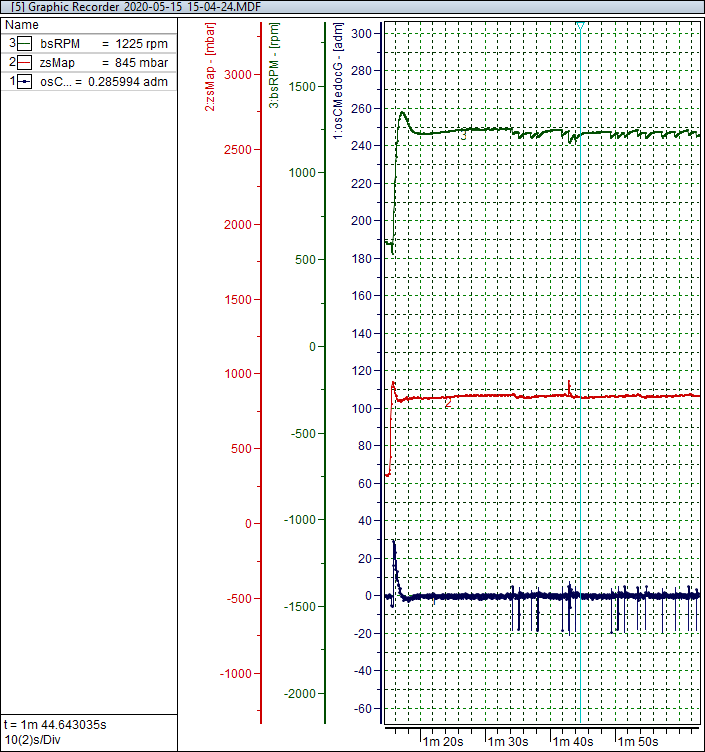 [5] Graphic Recorder 2020-05-15 15-04-24.MDF
Name
3 bsRPM = 1225 rpm
2 zsMap = 845 mbar
1 osC... = 0.285994 adm
2:zsMap - [mbar]
3000
2500
2000
1500
1000
500
0
-500
-1000
3:bsRPM - [rpm]
1500
1000
500
0
-500
-1000
-1500
-2000
1:osCMedocG - [adm]
300
280
260
240
220
200
180
160
140
120
100
80
60
40
20
0
-20
-40
-60
3
2
1m 20s
1m 30s
1m 40s
1m 50s
t = 1m 44.643035s
10(2)s/Div